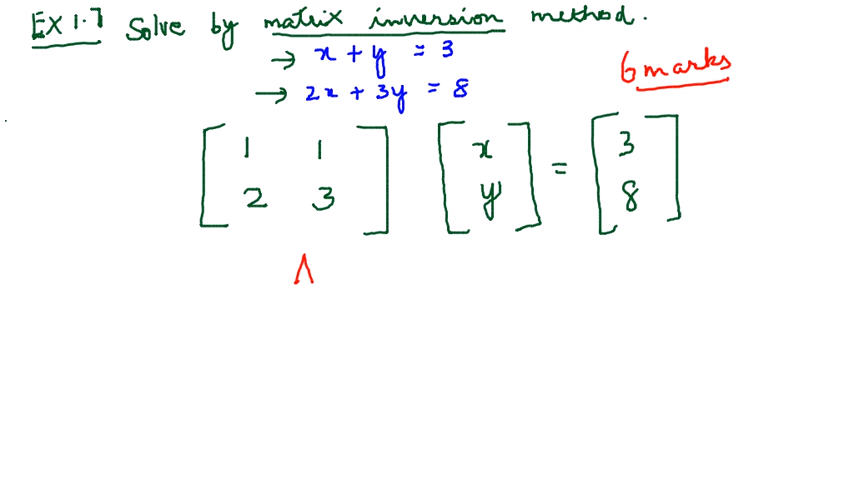 EX 1.7 Solve by matrix inversion method.
→ x + y = 3
→ 2x + 3y = 8
6 marks
[ 1 1 ] [ x ] = [ 3 ]
[ 2 3 ] [ y ] [ 8 ]
Λ